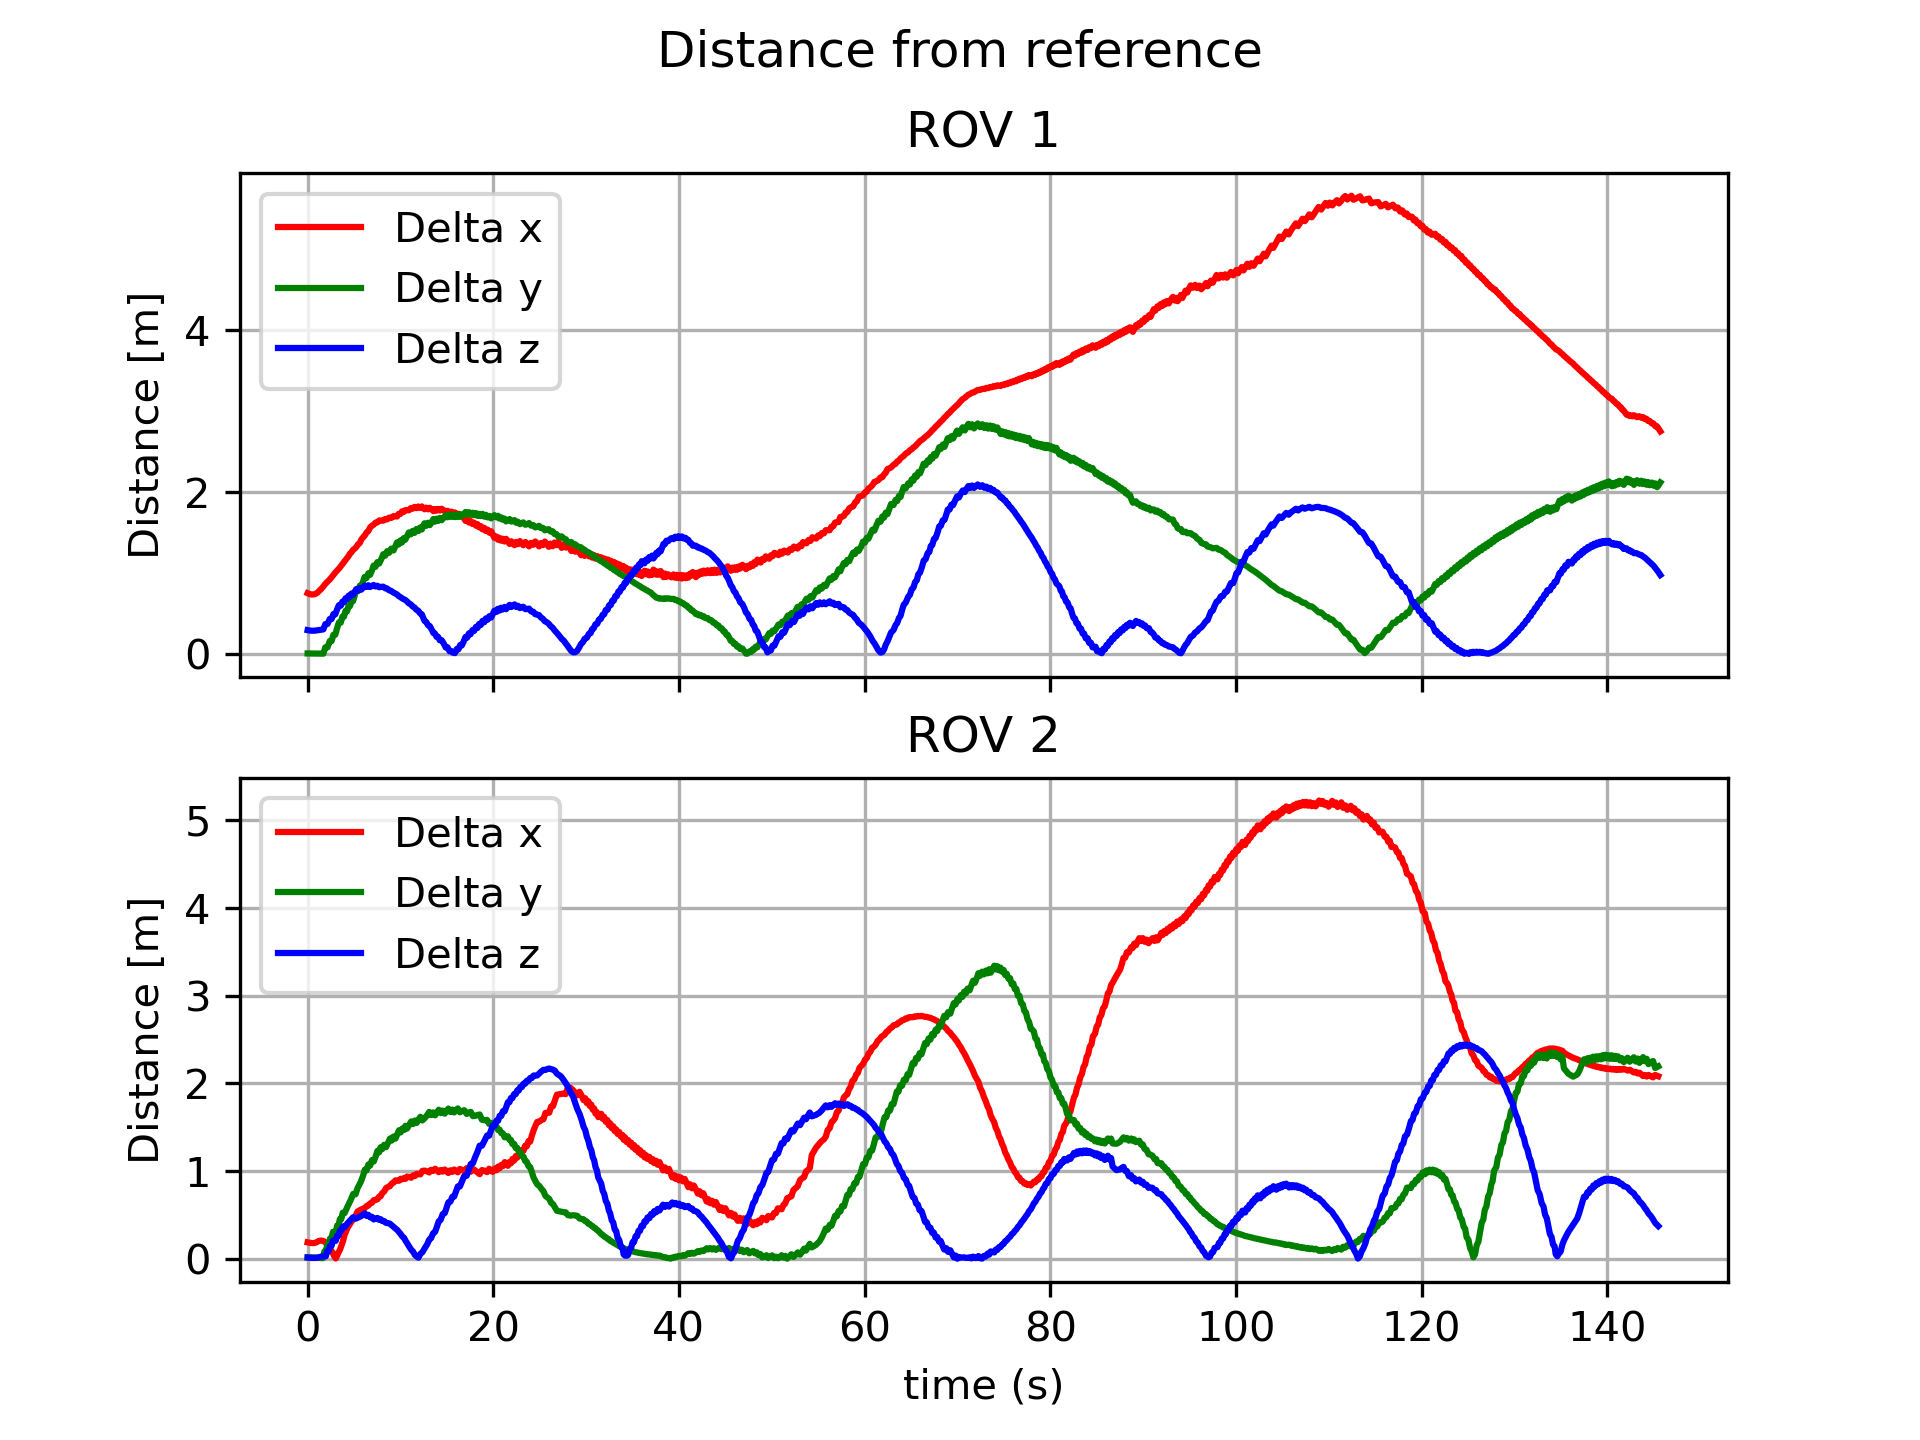 Distance from reference
ROV 1
Delta x
Delta y
Delta z
Distance [m]
4
2
0
ROV 2
Delta x
Delta y
Delta z
Distance [m]
5
4
3
2
1
0
0 20 40 60 80 100 120 140
time (s)